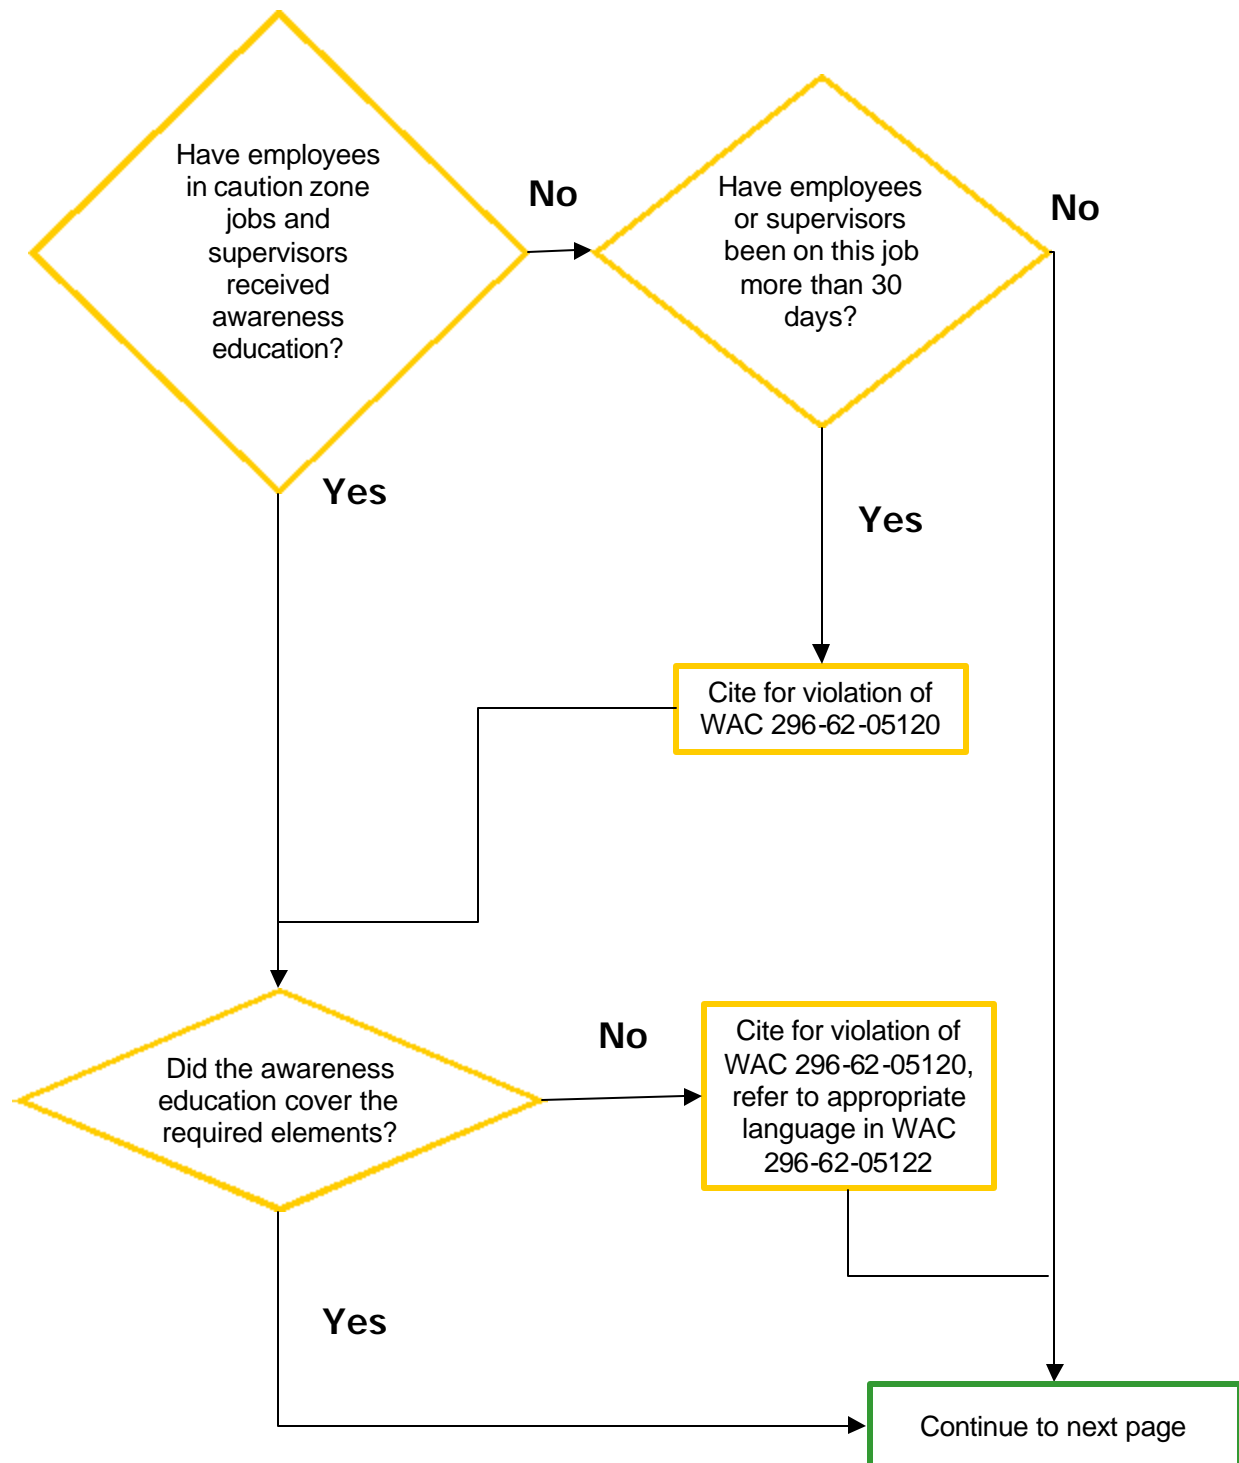 Have employees
in caution zone
jobs and
supervisors
received
awareness
education?
No
Have employees
or supervisors
been on this job
more than 30
days?
No
Yes
Yes
Cite for violation of
WAC 296-62-05120
Did the awareness
education cover the
required elements?
No
Cite for violation of
WAC 296-62-05120,
refer to appropriate
language in WAC
296-62-05122
Yes
Continue to next page